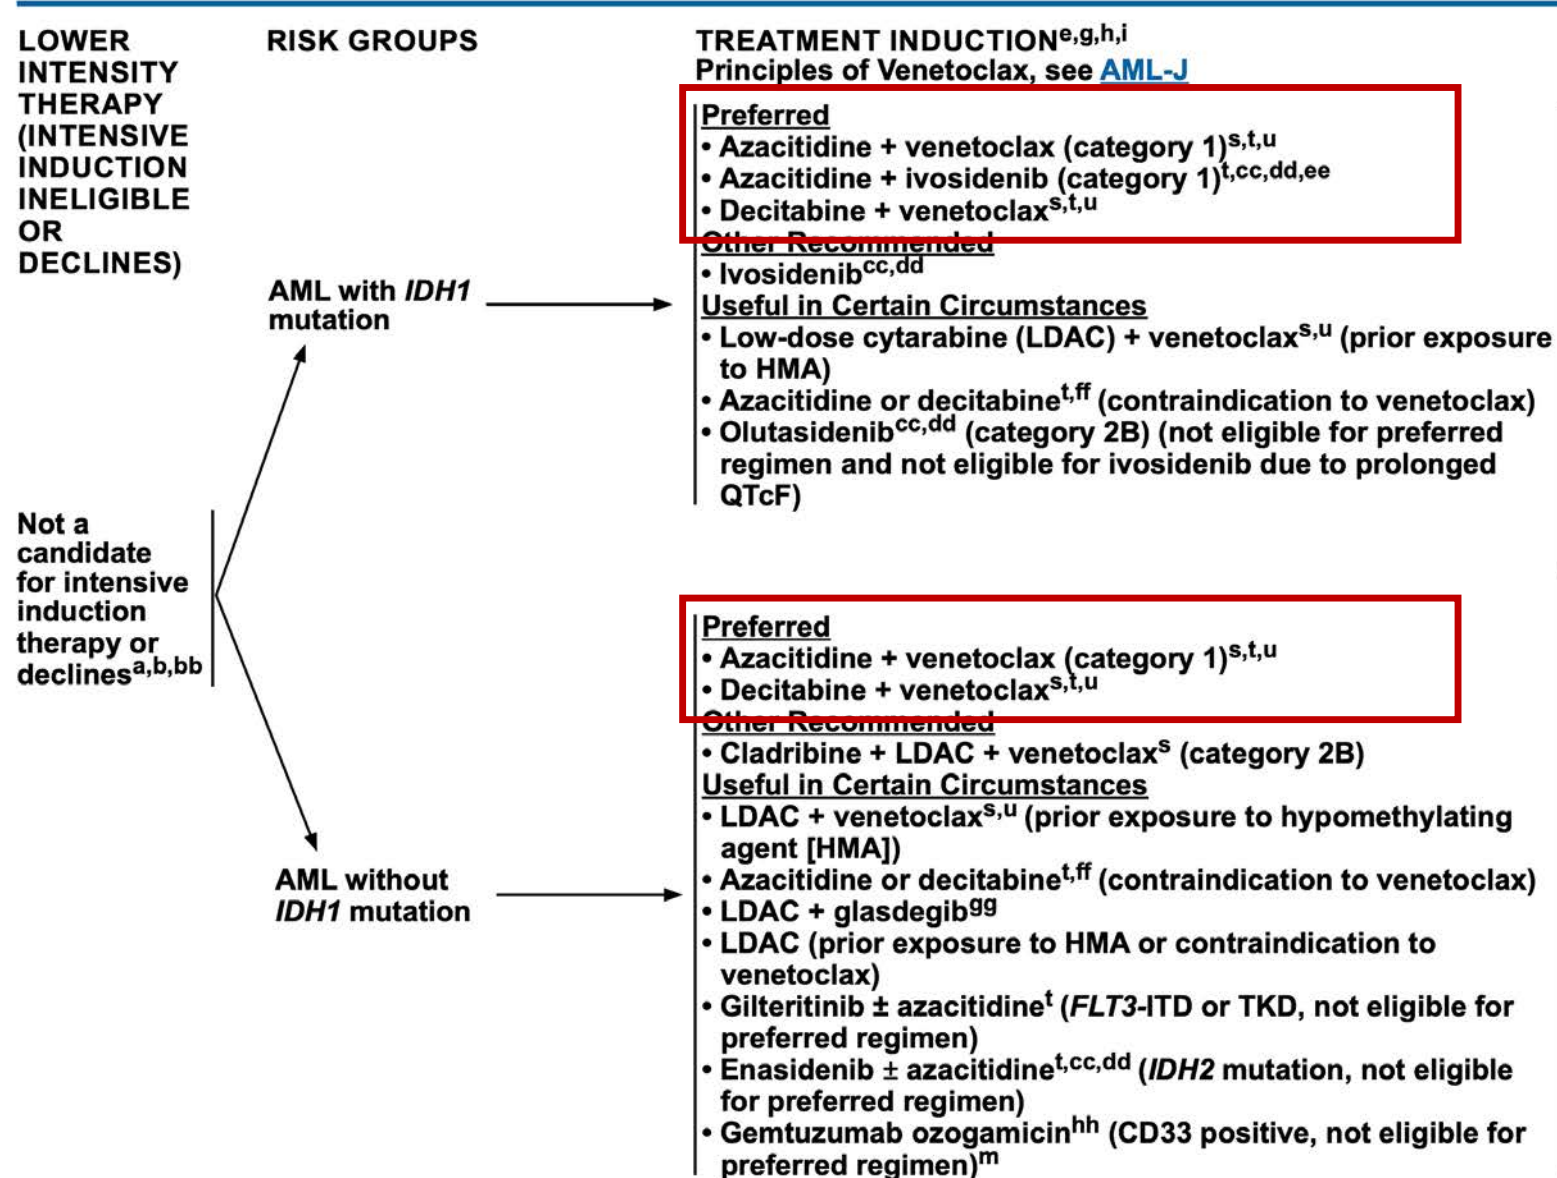 LOWER
INTENSITY
THERAPY
(INTENSIVE
INDUCTION
INELIGIBLE
OR
DECLINES)
RISK GROUPS
TREATMENT INDUCTIONe,g,h,i
Principles of Venetoclax, see AML-J
Not a
candidate
for intensive
induction
therapy or
declinesa,b,bb
AML with IDH1
mutation
Preferred
• Azacitidine + venetoclax (category 1)s,t,u
• Azacitidine + ivosidenib (category 1)t,cc,dd,ee
• Decitabine + venetoclaxs,t,u
Other Recommended
• Ivosidenibcc,dd
Useful in Certain Circumstances
• Low-dose cytarabine (LDAC) + venetoclaxs,u (prior exposure
to HMA)
• Azacitidine or decitabinet,ff (contraindication to venetoclax)
• Olutasidenibcc,dd (category 2B) (not eligible for preferred
regimen and not eligible for ivosidenib due to prolonged
QTcF)
AML without
IDH1 mutation
Preferred
• Azacitidine + venetoclax (category 1)s,t,u
• Decitabine + venetoclaxs,t,u
Other Recommended
• Cladribine + LDAC + venetoclaxs (category 2B)
Useful in Certain Circumstances
• LDAC + venetoclaxs,u (prior exposure to hypomethylating
agent [HMA])
• Azacitidine or decitabinet,ff (contraindication to venetoclax)
• LDAC + glasdegibgg
• LDAC (prior exposure to HMA or contraindication to
venetoclax)
• Gilteritinib ± azacitidinet (FLT3-ITD or TKD, not eligible for
preferred regimen)
• Enasidenib ± azacitidinet,cc,dd (IDH2 mutation, not eligible
for preferred regimen)
• Gemtuzumab ozogamicinhh (CD33 positive, not eligible for
preferred regimen)m